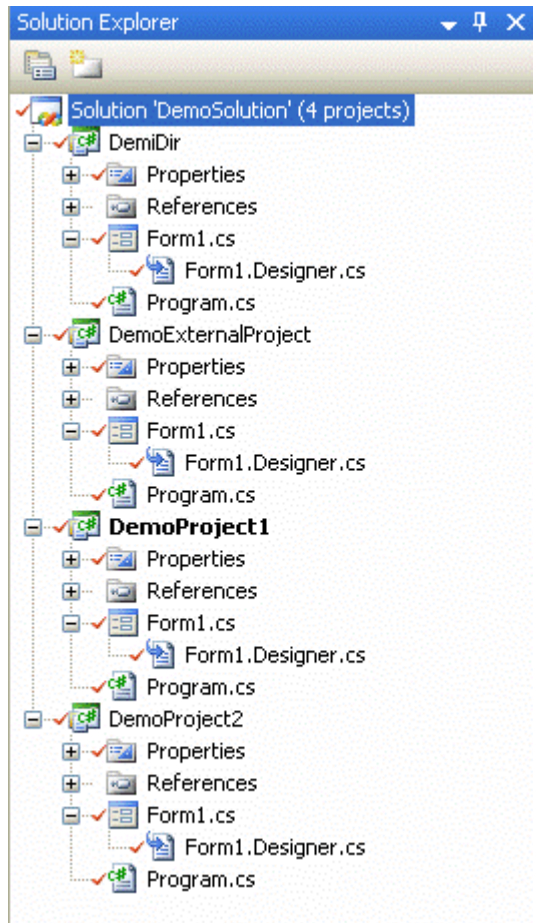 Solution Explorer
Solution 'DemoSolution' (4 projects)
DemiDir
Properties
References
Form1.cs
Form1.Designer.cs
Program.cs
DemoExternalProject
Properties
References
Form1.cs
Form1.Designer.cs
Program.cs
DemoProject1
Properties
References
Form1.cs
Form1.Designer.cs
Program.cs
DemoProject2
Properties
References
Form1.cs
Form1.Designer.cs
Program.cs